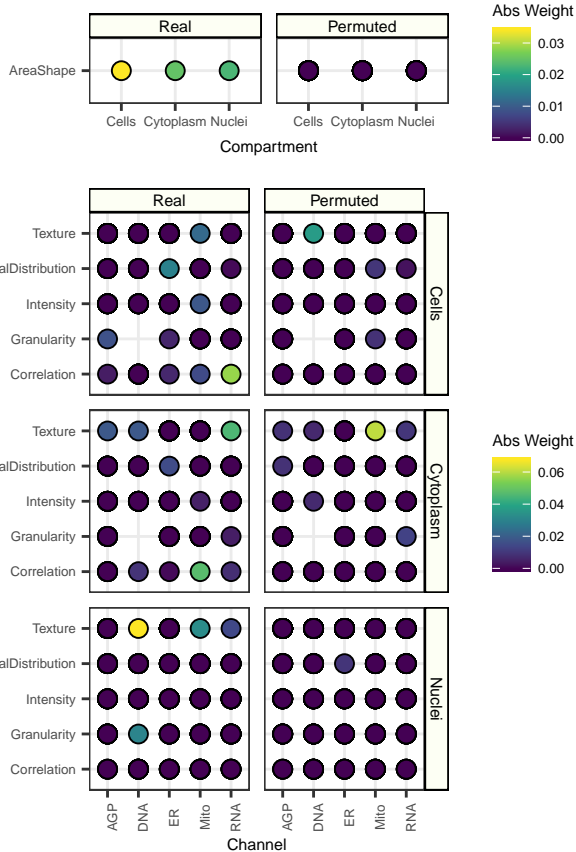 Abs Weight
Real Permuted
0.03
AreaShape
0.02
0.01
0.00
Cells Cytoplasm Nuclei Cells Cytoplasm Nuclei
Compartment
Real Permuted
Texture
alDistribution
Intensity
Granularity
Correlation
Cells
Texture
alDistribution
Intensity
Granularity
Correlation
Cytoplasm
Abs Weight
0.06
0.04
0.02
0.00
Texture
alDistribution
Intensity
Granularity
Correlation
Nuclei
AGP DNA ER Mito RNA AGP DNA ER Mito RNA
Channel